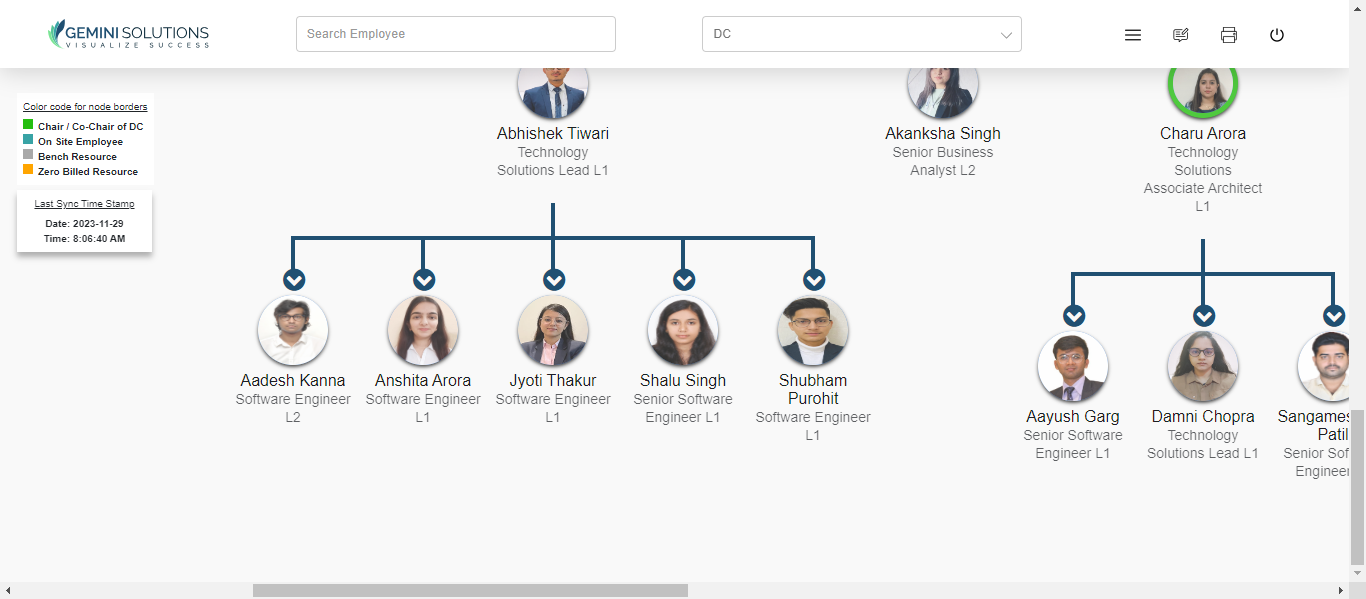 GEMINI SOLUTIONS
VISUALIZE SUCCESS
Search Employee
DC
Color code for node borders
Chair / Co-Chair of DC
On Site Employee
Bench Resource
Zero Billed Resource
Last Sync Time Stamp
Date: 2023-11-29
Time: 8:06:40 AM
Abhishek Tiwari
Technology
Solutions Lead L1
Akanksha Singh
Senior Business
Analyst L2
Charu Arora
Technology
Solutions
Associate Architect
L1
Aadesh Kanna
Software Engineer
L2
Anshita Arora
Software Engineer
L1
Jyoti Thakur
Software Engineer
L1
Shalu Singh
Senior Software
Engineer L1
Shubham
Purohit
Software Engineer
L1
Aayush Garg
Senior Software
Engineer L1
Damni Chopra
Technology
Solutions Lead L1
Sangames
Patil
Senior Sof
Engineer